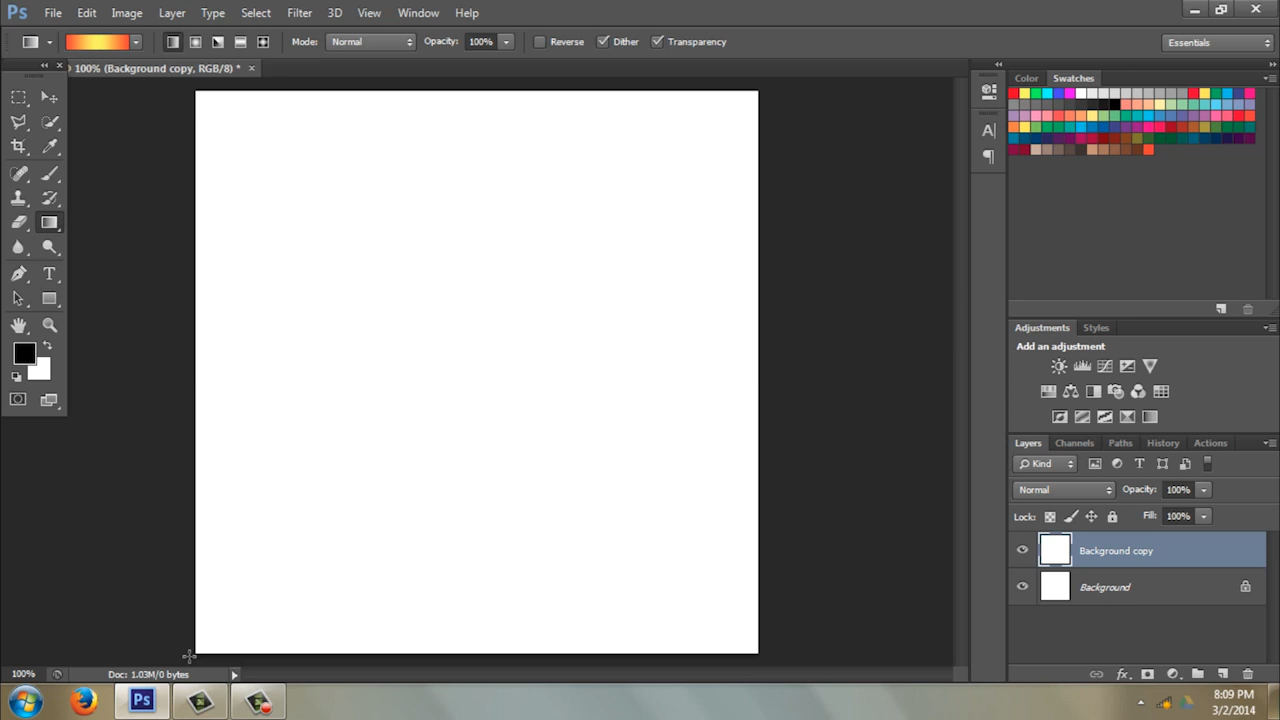 Ps File Edit Image Layer Type Select Filter 3D View Window Help
Mode: Normal Opacity: 100% Reverse Dither Transparency Essentials
100% (Background copy, RGB/8) * ×
Color Swatches
Adjustments Styles
Add an adjustment
Layers Channels Paths History Actions
Kind
Normal Opacity: 100%
Lock: Fill: 100%
Background copy
Background
100% Doc: 1.03M/0 bytes
Ps
8:09 PM
3/2/2014